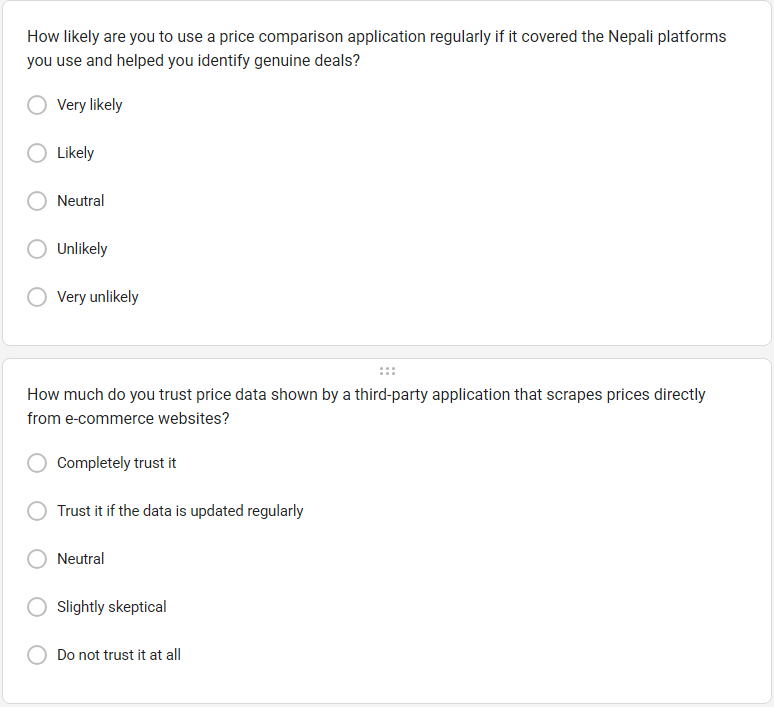 How likely are you to use a price comparison application regularly if it covered the Nepali platforms
you use and helped you identify genuine deals?
Very likely
Likely
Neutral
Unlikely
Very unlikely
How much do you trust price data shown by a third-party application that scrapes prices directly
from e-commerce websites?
Completely trust it
Trust it if the data is updated regularly
Neutral
Slightly skeptical
Do not trust it at all